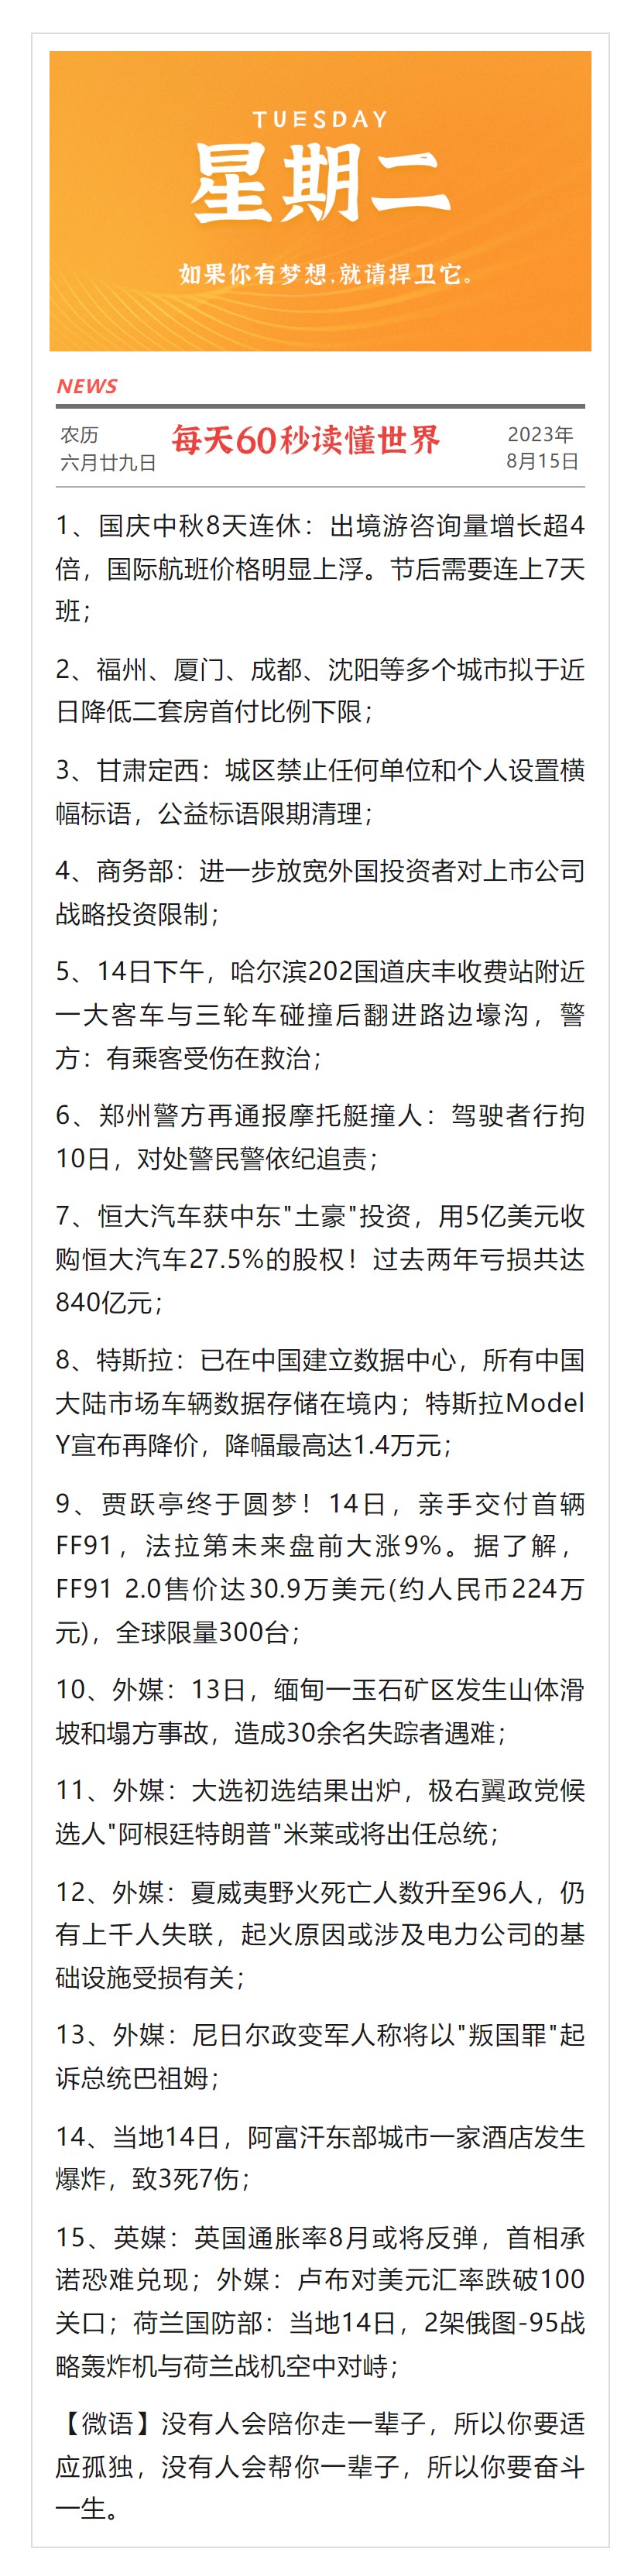 TUESDAY
星期二
如果你有梦想,就请捍卫它。
NEWS
农历
六月廿九日
每天60秒读懂世界
2023年
8月15日
1、国庆中秋8天连休：出境游咨询量增长超4
倍，国际航班价格明显上浮。节后需要连上7天
班；
2、福州、厦门、成都、沈阳等多个城市拟于近
日降低二套房首付比例下限；
3、甘肃定西：城区禁止任何单位和个人设置横
幅标语，公益标语限期清理；
4、商务部：进一步放宽外国投资者对上市公司
战略投资限制；
5、14日下午，哈尔滨202国道庆丰收费站附近
一大客车与三轮车碰撞后翻进路边壕沟，警
方：有乘客受伤在救治；
6、郑州警方再通报摩托艇撞人：驾驶者行拘
10日，对处警民警依纪追责；
7、恒大汽车获中东"土豪"投资，用5亿美元收
购恒大汽车27.5%的股权！过去两年亏损共达
840亿元；
8、特斯拉：已在中国建立数据中心，所有中国
大陆市场车辆数据存储在境内；特斯拉Model
Y宣布再降价，降幅最高达1.4万元；
9、贾跃亭终于圆梦！14日，亲手交付首辆
FF91，法拉第未来盘前大涨9%。据了解，
FF91 2.0售价达30.9万美元(约人民币224万
元)，全球限量300台；
10、外媒：13日，缅甸一玉石矿区发生山体滑
坡和塌方事故，造成30余名失踪者遇难；
11、外媒：大选初选结果出炉，极右翼政党候
选人"阿根廷特朗普"米莱或将出任总统；
12、外媒：夏威夷野火死亡人数升至96人，仍
有上千人失联，起火原因或涉及电力公司的基
础设施受损有关；
13、外媒：尼日尔政变军人称将以"叛国罪"起
诉总统巴祖姆；
14、当地14日，阿富汗东部城市一家酒店发生
爆炸，致3死7伤；
15、英媒：英国通胀率8月或将反弹，首相承
诺恐难兑现；外媒：卢布对美元汇率跌破100
关口；荷兰国防部：当地14日，2架俄图-95战
略轰炸机与荷兰战机空中对峙；
【微语】没有人会陪你走一辈子，所以你要适
应孤独，没有人会帮你一辈子，所以你要奋斗
一生。